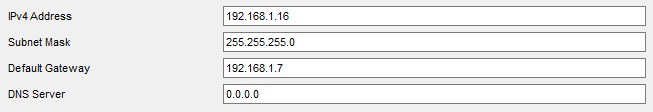 IPv4 Address 192.168.1.16
Subnet Mask 255.255.255.0
Default Gateway 192.168.1.7
DNS Server 0.0.0.0